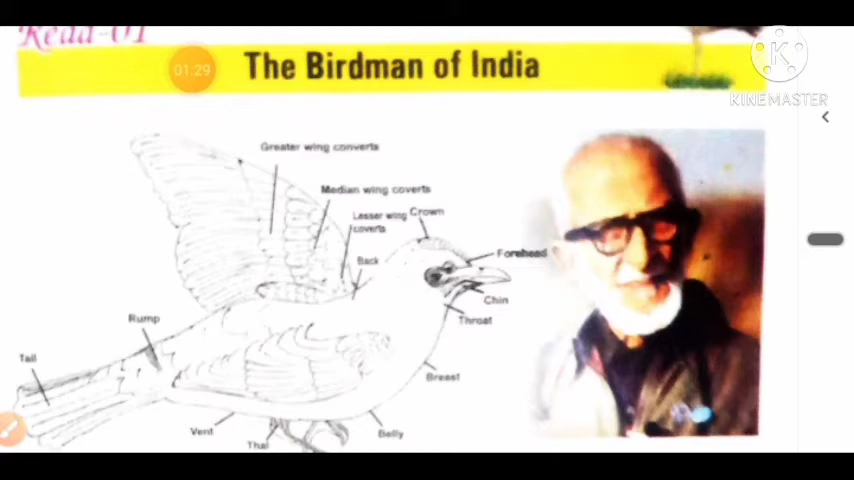 Read-01
01:29
The Birdman of India
KINEMASTER
Greater wing converts
Median wing coverts
Lesser wing
coverts
Crown
Back
Forehead
Chin
Throat
Rump
Tail
Breast
Vent
Belly
Thal